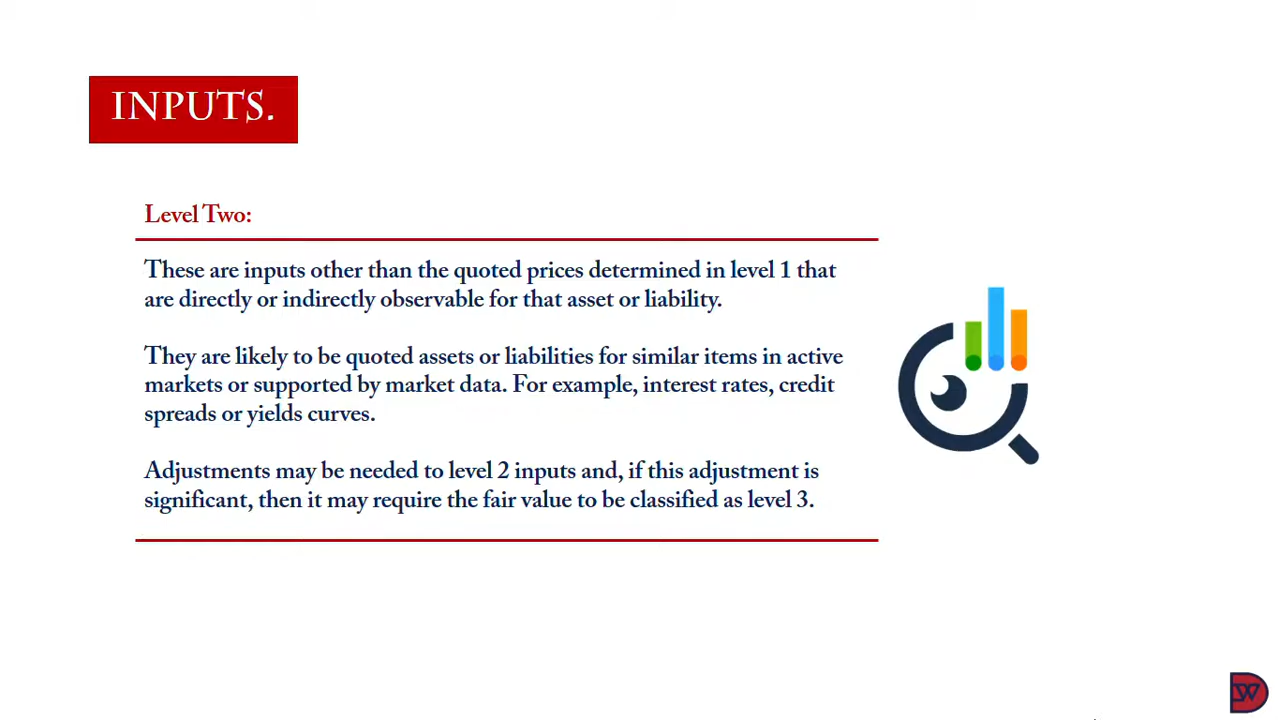 INPUTS.
Level Two:
These are inputs other than the quoted prices determined in level 1 that
are directly or indirectly observable for that asset or liability.
They are likely to be quoted assets or liabilities for similar items in active
markets or supported by market data. For example, interest rates, credit
spreads or yields curves.
Adjustments may be needed to level 2 inputs and, if this adjustment is
significant, then it may require the fair value to be classified as level 3.
DW